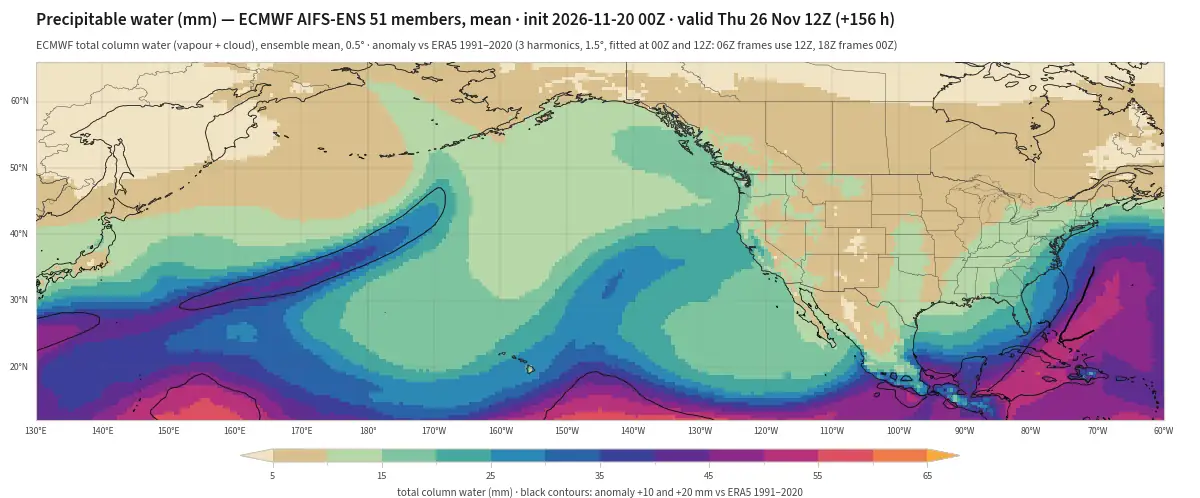 Precipitable water (mm) — ECMWF AIFS-ENS 51 members, mean · init 2026-11-20 00Z · valid Thu 26 Nov 12Z (+156 h)
ECMWF total column water (vapour + cloud), ensemble mean, 0.5° · anomaly vs ERA5 1991–2020 (3 harmonics, 1.5°, fitted at 00Z and 12Z: 06Z frames use 12Z, 18Z frames 00Z)
60°N
50°N
40°N
30°N
20°N
130°E 140°E 150°E 160°E 170°E 180° 170°W 160°W 150°W 140°W 130°W 120°W 110°W 100°W 90°W 80°W 70°W 60°W
5 15 25 35 45 55 65
total column water (mm) · black contours: anomaly +10 and +20 mm vs ERA5 1991–2020